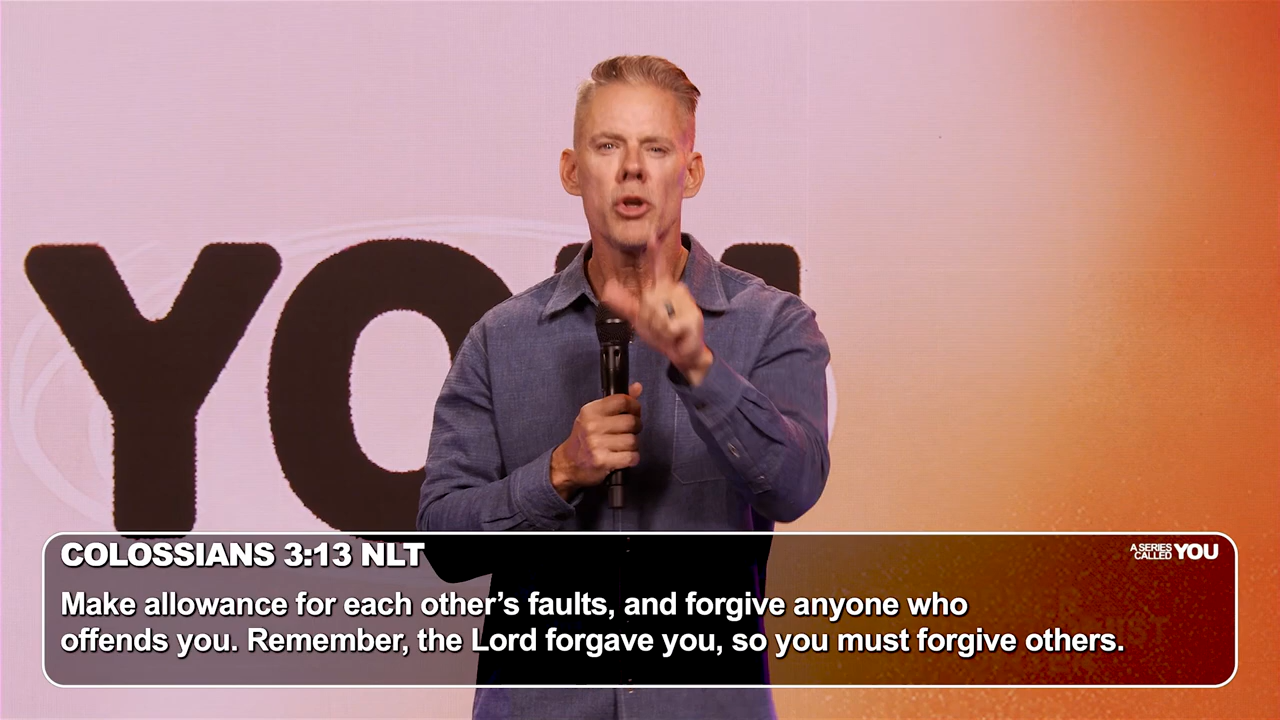 YOU
COLOSSIANS 3:13 NLT
A SERIES
CALLED YOU
Make allowance for each other’s faults, and forgive anyone who
offends you. Remember, the Lord forgave you, so you must forgive others.